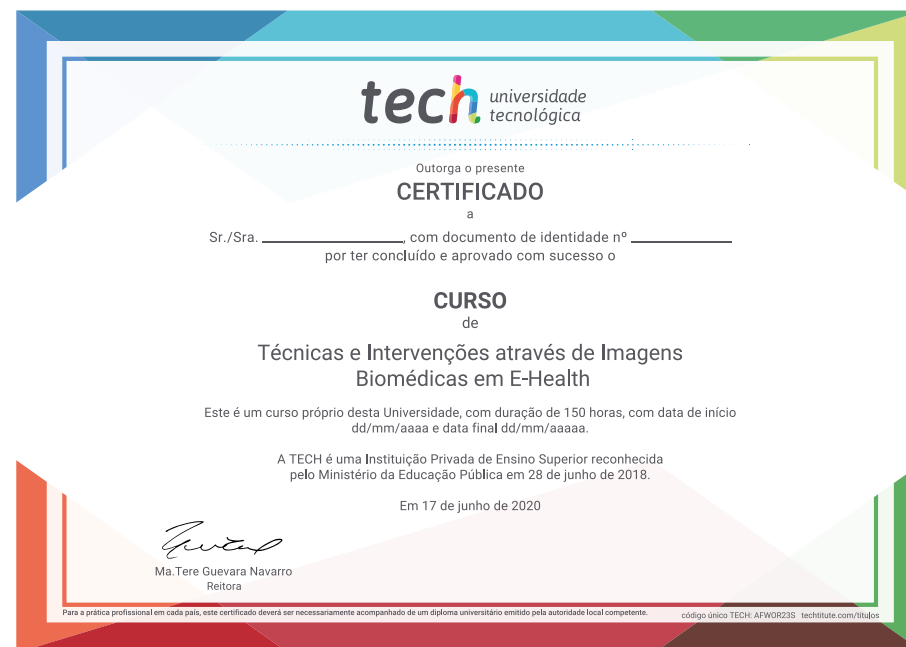 tech universidade
tecnológica
Outorga o presente
CERTIFICADO
a
Sr./Sra. ____________________, com documento de identidade nº ______________
por ter concluído e aprovado com sucesso o
CURSO
de
Técnicas e Intervenções através de Imagens
Biomédicas em E-Health
Este é um curso próprio desta Universidade, com duração de 150 horas, com data de início
dd/mm/aaaa e data final dd/mm/aaaaa.
A TECH é uma Instituição Privada de Ensino Superior reconhecida
pelo Ministério da Educação Pública em 28 de junho de 2018.
Em 17 de junho de 2020
Ma.Tere Guevara Navarro
Reitora
Para a prática profissional em cada país, este certificado deverá ser necessariamente acompanhado de um diploma universitário emitido pela autoridade local competente.
código único TECH: AFWOR23S techtitute.com/títulos